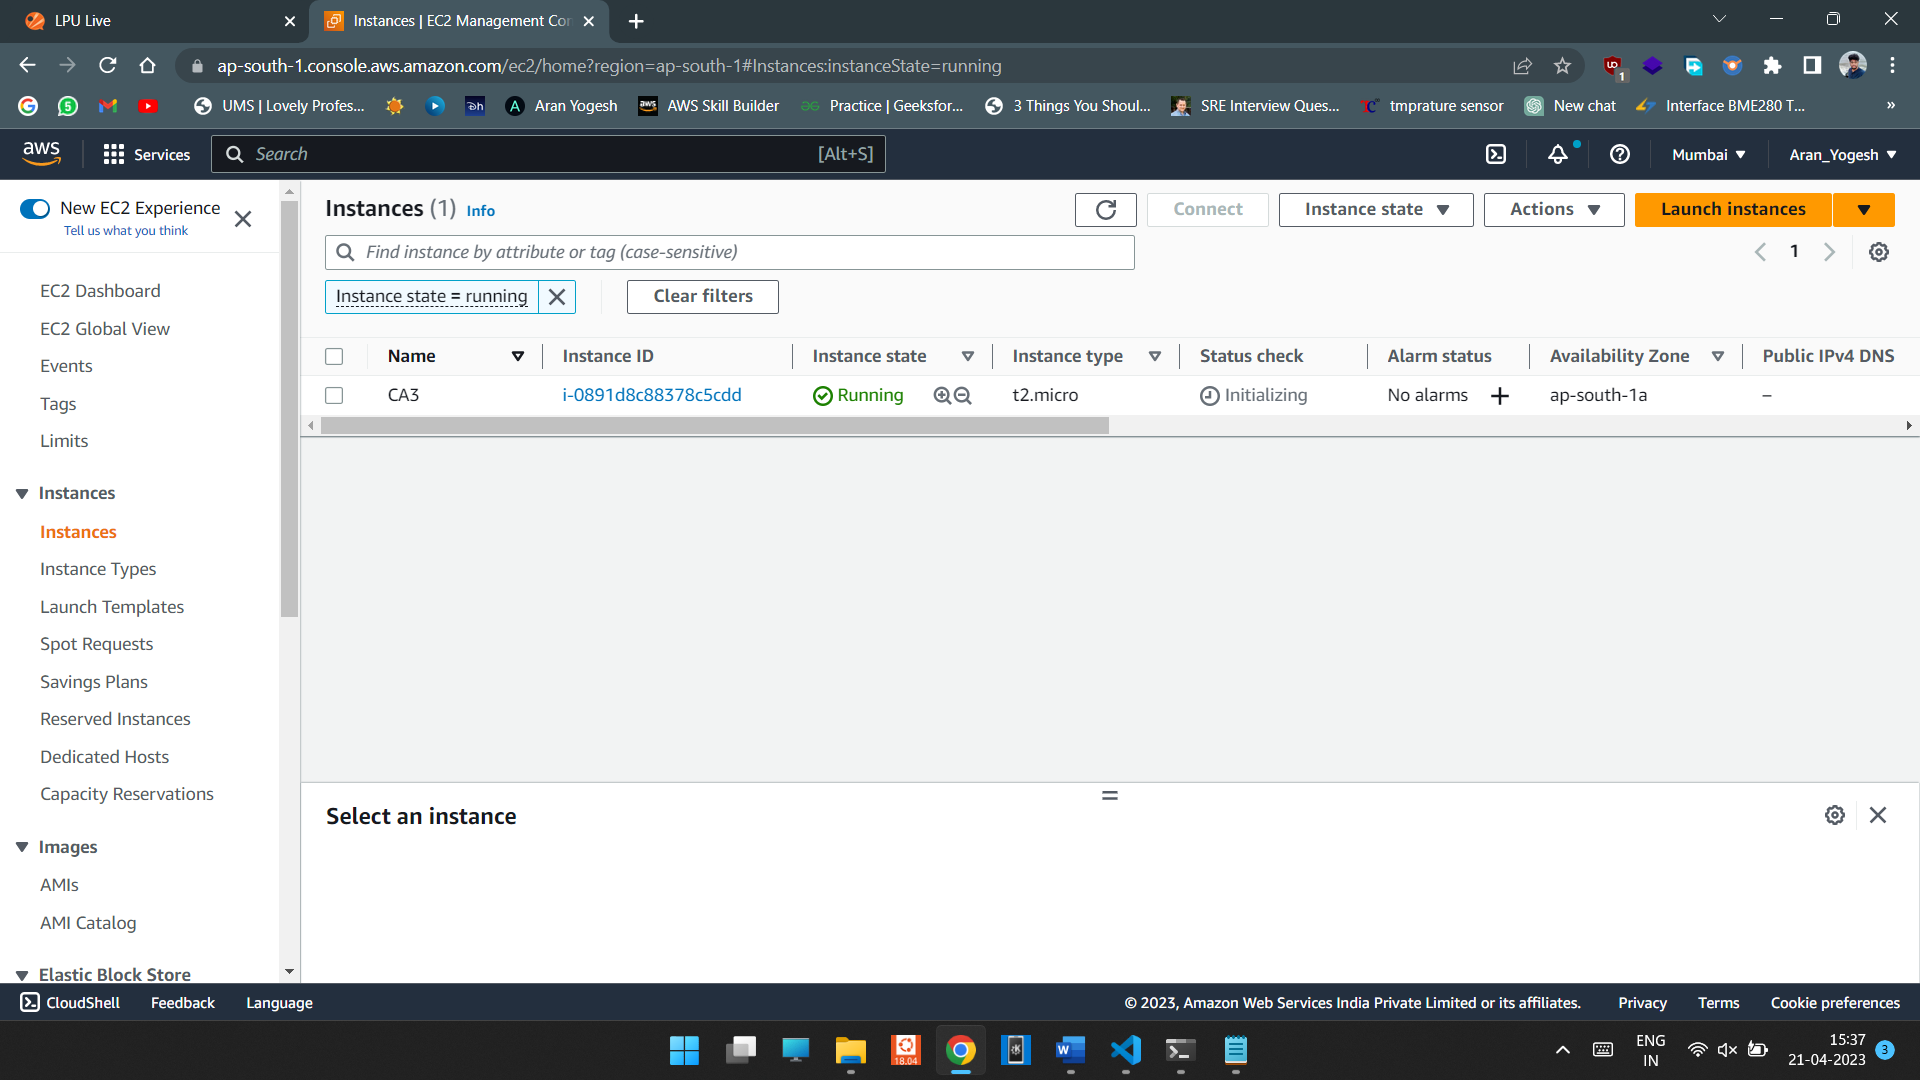 LPU Live
Instances | EC2 Management Con
ap-south-1.console.aws.amazon.com/ec2/home?region=ap-south-1#Instances:instanceState=running
UMS | Lovely Profes...
Aran Yogesh
AWS Skill Builder
Practice | Geeksfor...
3 Things You Shoul...
SRE Interview Ques...
tmprature sensor
New chat
Interface BME280 T...
»
aws
Services
Search
[Alt+S]
Mumbai
Aran_Yogesh
New EC2 Experience
Tell us what you think
EC2 Dashboard
EC2 Global View
Events
Tags
Limits
Instances
Instances
Instance Types
Launch Templates
Spot Requests
Savings Plans
Reserved Instances
Dedicated Hosts
Capacity Reservations
Images
AMIs
AMI Catalog
Elastic Block Store
Instances (1) Info
Connect
Instance state
Actions
Launch instances
Find instance by attribute or tag (case-sensitive)
1
Instance state = running
Clear filters
Name
Instance ID
Instance state
Instance type
Status check
Alarm status
Availability Zone
Public IPv4 DNS
CA3
i-0891d8c88378c5cdd
Running
t2.micro
Initializing
No alarms
ap-south-1a
–
Select an instance
CloudShell
Feedback
Language
© 2023, Amazon Web Services India Private Limited or its affiliates.
Privacy
Terms
Cookie preferences
18.04
ENG
IN
15:37
21-04-2023
3